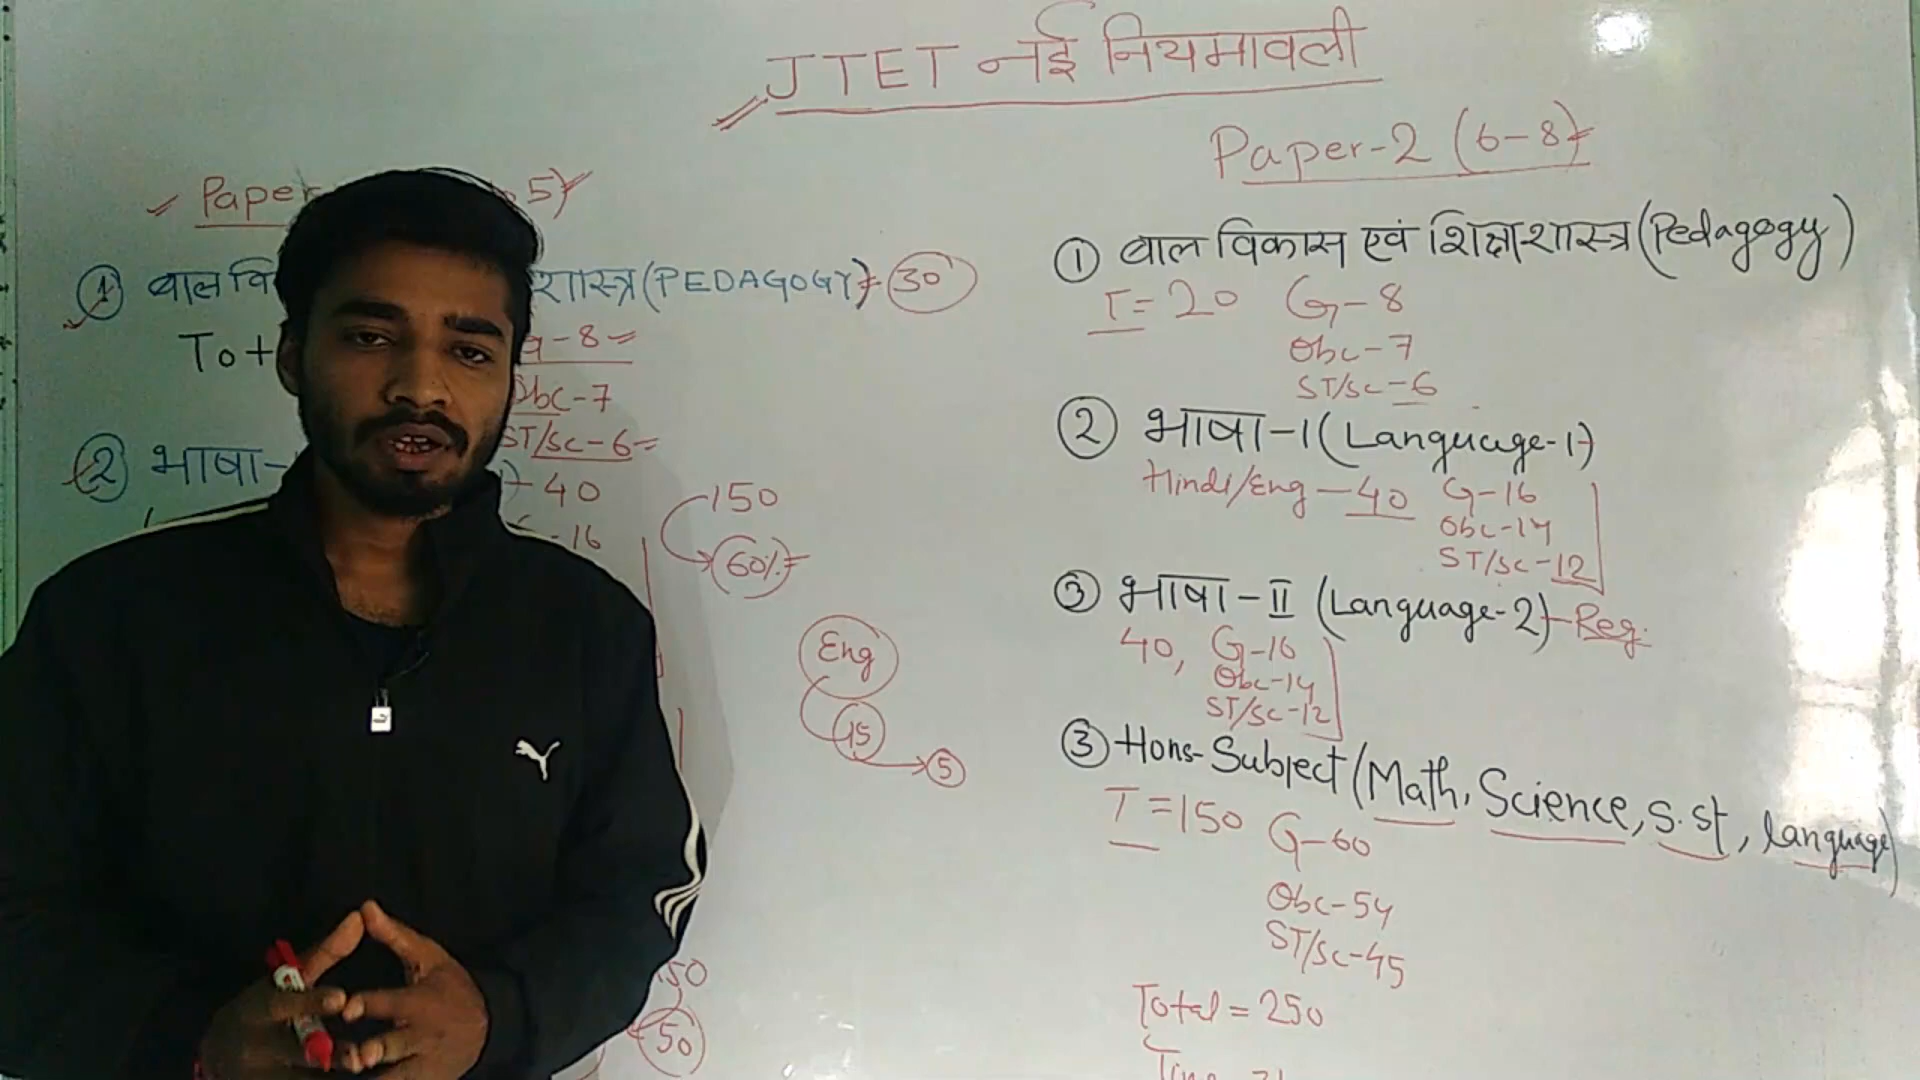 JTET नई नियमावली
Paper 5)
① बाल वि शास्त्र (PEDAGOGY) = 30
-8=
Obc-7
ST/SC-6=
② भाषा- -40
-16
150
60%=
Eng
15
5
50
50
Paper-2 (6-8)
① बाल विकास एवं शिक्षाशास्त्र (Pedagogy)
T= 20 G-8
Obc-7
ST/SC-6
② भाषा-1 (Language-1)
Hindi/Eng-40 G-16
Obc-14
ST/SC-12
③ भाषा-II (Language-2)-Reg.
40, G-16
Obc-14
ST/SC-12
③ Hons-Subject (Math, Science, S.St, language)
T=150 G-60
Obc-54
ST/SC-45
Total = 250